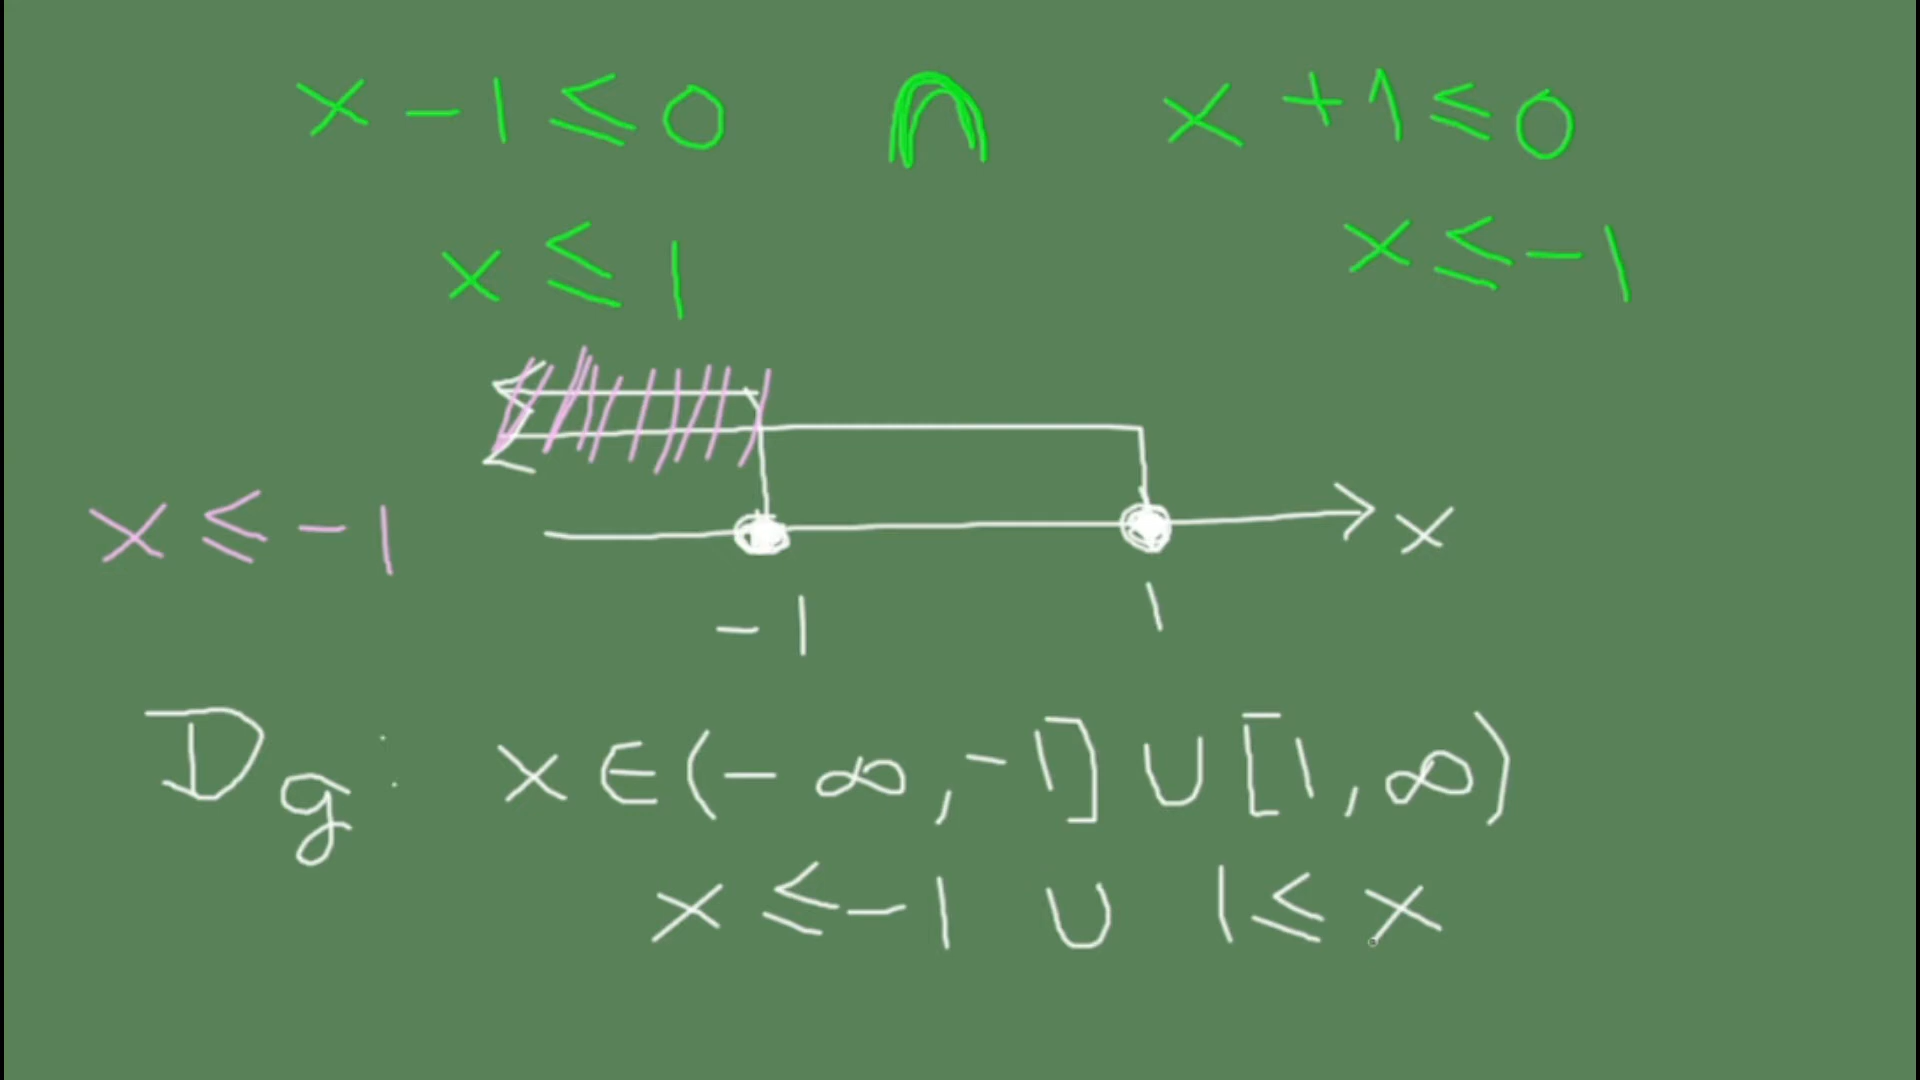 x - 1 ≤ 0 ∩ x + 1 ≤ 0
x ≤ 1 x ≤ -1
x ≤ -1
x
-1 1
Dg: x ∈ (-∞, -1] ∪ [1, ∞)
x ≤ -1 ∪ 1 ≤ x